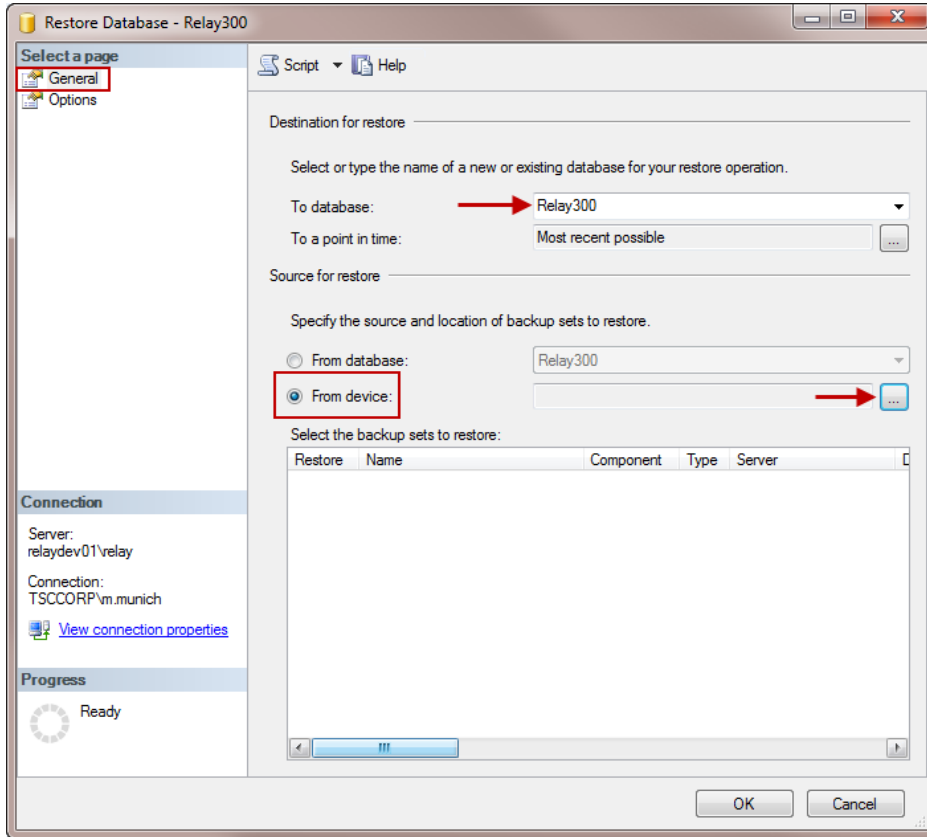 Restore Database - Relay300
Select a page
General
Options
Script Help
Destination for restore
Select or type the name of a new or existing database for your restore operation.
To database: Relay300
To a point in time: Most recent possible ...
Source for restore
Specify the source and location of backup sets to restore.
From database: Relay300
From device: ...
Select the backup sets to restore:
Restore Name Component Type Server
Connection
Server:
relaydev01\relay
Connection:
TSCCORP\m.munich
View connection properties
Progress
Ready
OK Cancel